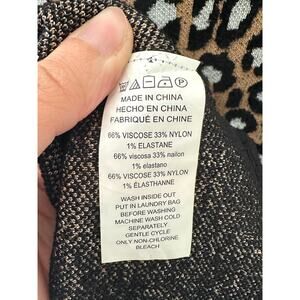 MADE IN CHINA
HECHO EN CHINA
FABRIQUÉ EN CHINE
66% VISCOSE 33% NYLON
1% ELASTANE
66% viscosa 33% nailon
1% elastano
66% VISCOSE 33% NYLON
1% ÉLASTHANNE
WASH INSIDE OUT
PUT IN LAUNDRY BAG
BEFORE WASHING
MACHINE WASH COLD
SEPARATELY
GENTLE CYCLE
ONLY NON-CHLORINE
BLEACH